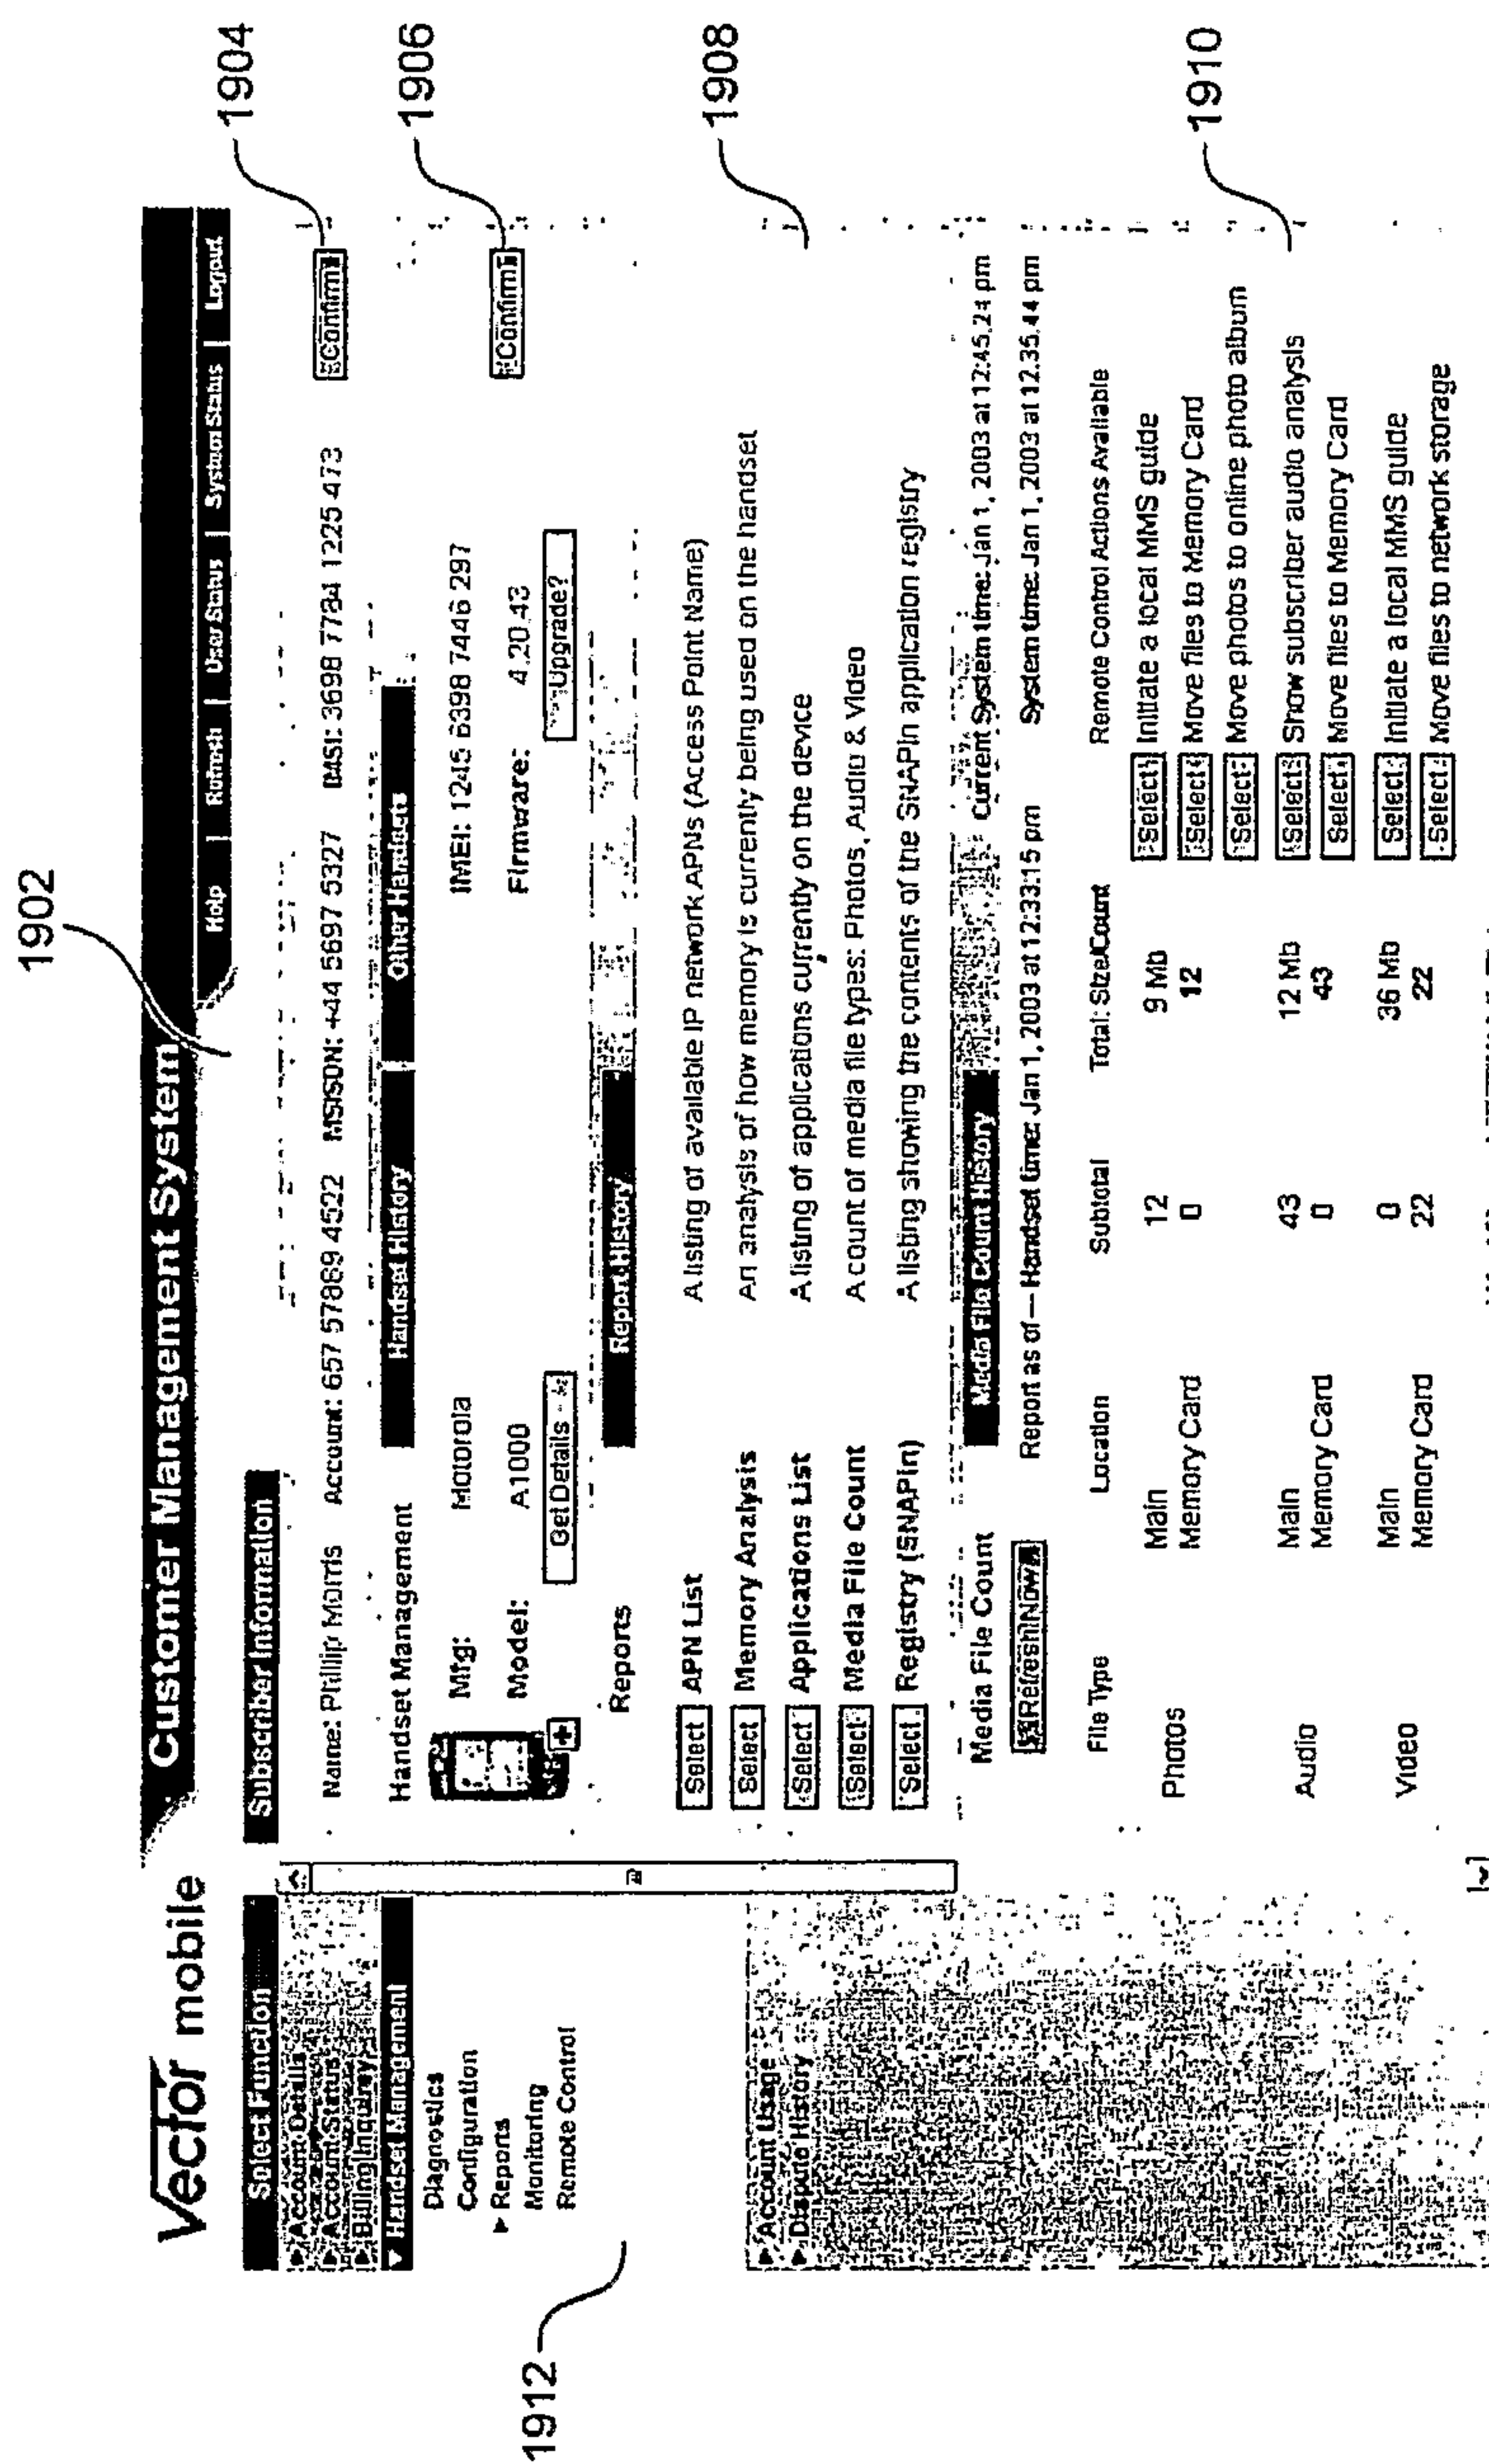 1902
Vector mobile
Customer Management System
Help | Refresh | User Status | System Status | Logout
1904
1906
1908
1910
1912
Select Function
Account Details
Account Status
Billing Inquiry
Handset Management
Diagnostics
Configuration
Reports
Monitoring
Remote Control
Account Usage
Dispute History
Subscriber Information
Name: Phillip Morris Account: 657 57889 4522 MSISDN: +44 5697 5327 IMSI: 3698 7784 1225 473 Confirm
Handset Management Handset History Other Handsets
Mfg: Motorola IMEI: 1245 6398 7446 297 Confirm
Model: A1000 Firmware: 4.20.43
Get Details Upgrade?
Reports Report History
Select APN List A listing of available IP network APNs (Access Point Name)
Select Memory Analysis An analysis of how memory is currently being used on the handset
Select Applications List A listing of applications currently on the device
Select Media File Count A count of media file types: Photos, Audio & Video
Select Registry (SNAPin) A listing showing the contents of the SNAPin application registry
Media File Count Media File Count History Current System time: Jan 1, 2003 at 12:45.24 pm
Refresh Now Report as of — Handset time: Jan 1, 2003 at 12:33:15 pm System time: Jan 1, 2003 at 12.35.44 pm
File Type Location Subtotal Total: Size/Count Remote Control Actions Available
Photos Main 12 9 Mb Select Initiate a local MMS guide
Memory Card 0 12 Select Move files to Memory Card
Select Move photos to online photo album
Audio Main 43 12 Mb Select Show subscriber audio analysis
Memory Card 0 43 Select Move files to Memory Card
Video Main 0 36 Mb Select Initiate a local MMS guide
Memory Card 22 22 Select Move files to network storage